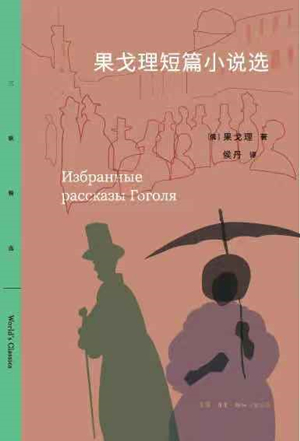 果戈理短篇小说选
[俄] 果戈理 著
侯丹 译
Избранные
рассказы Гоголя
World's Classics